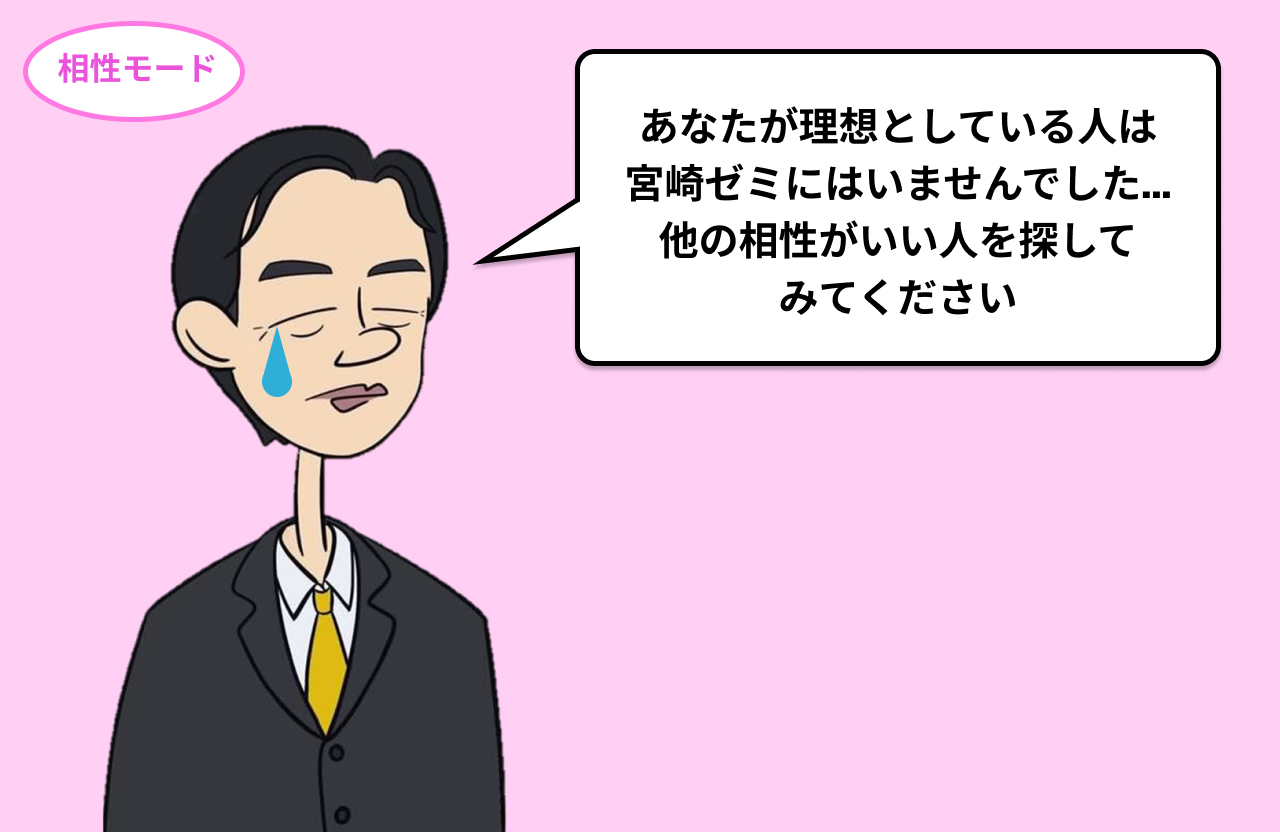 相性モード
あなたが理想としている人は
宮崎ゼミにはいませんでした...
他の相性がいい人を探して
みてください